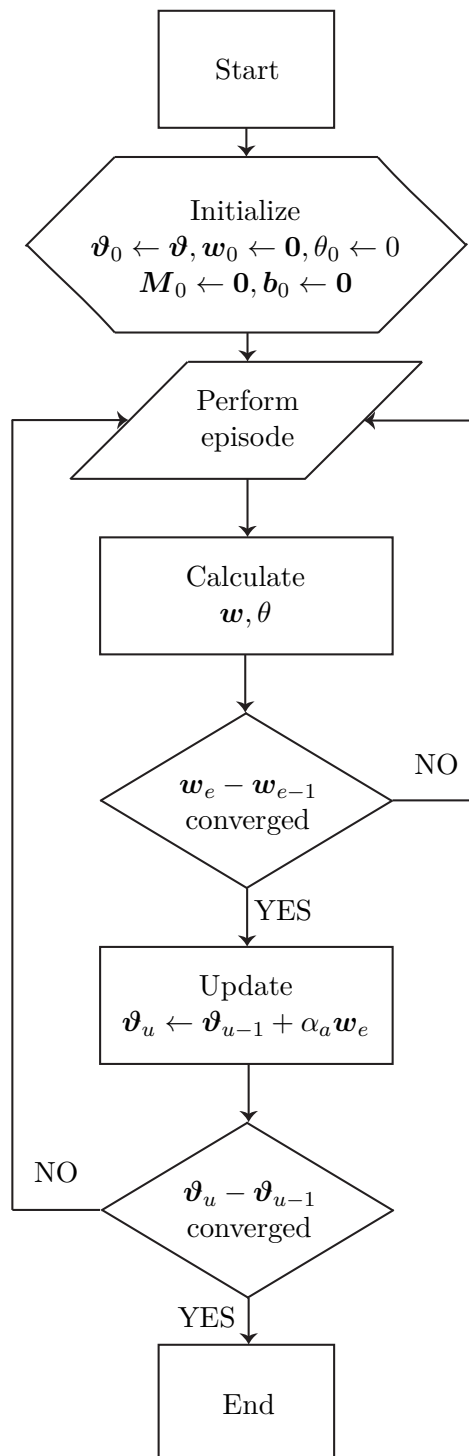 Start
Initialize
𝝑₀ ← 𝝑, 𝒘₀ ← 𝟎, θ₀ ← 0
𝑴₀ ← 𝟎, 𝒃₀ ← 𝟎
Perform
episode
Calculate
𝒘, θ
𝒘ₑ − 𝒘ₑ₋₁
converged
NO
YES
Update
𝝑ᵤ ← 𝝑ᵤ₋₁ + αₐ𝒘ₑ
NO
𝝑ᵤ − 𝝑ᵤ₋₁
converged
YES
End